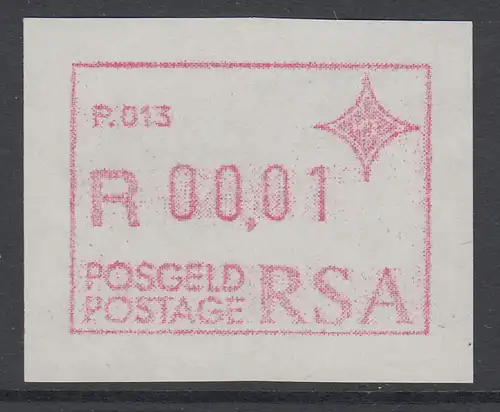 P.013
R 00,01
POSGELD
POSTAGE RSA